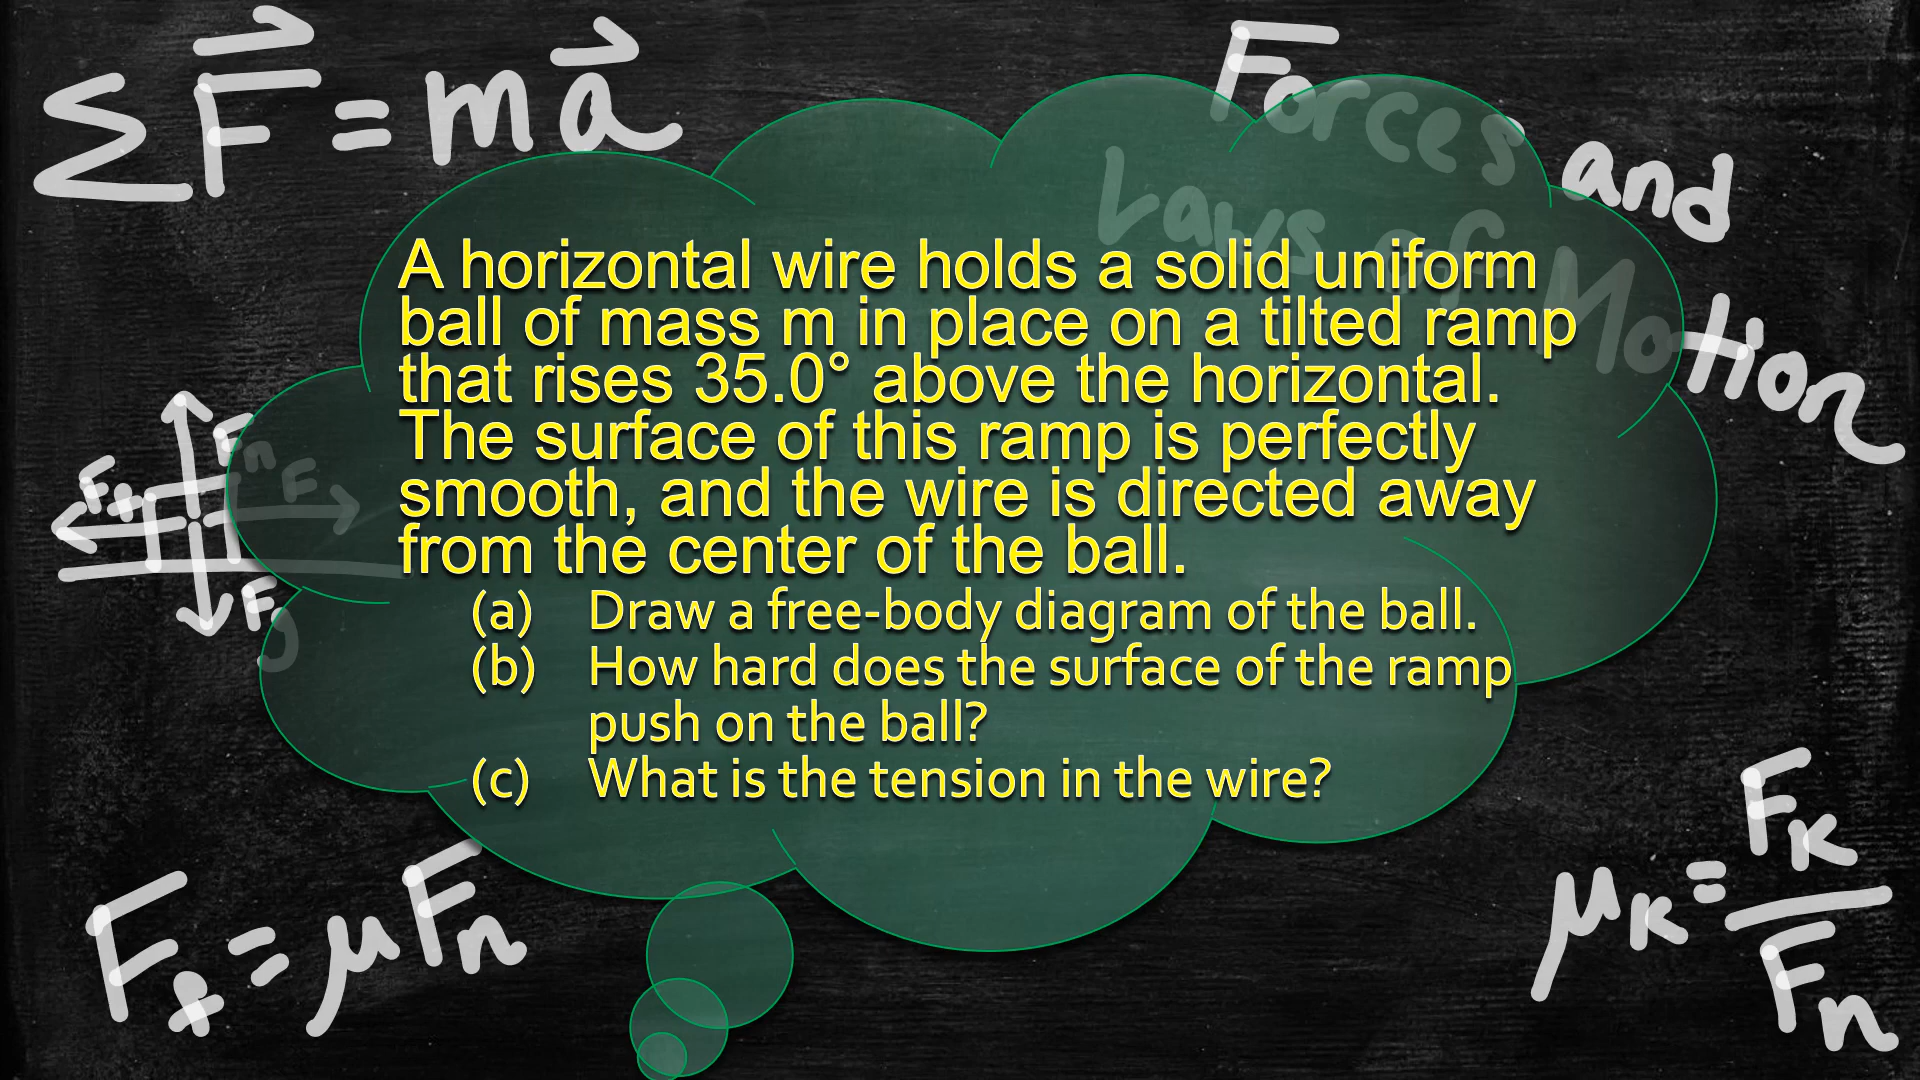 ΣF⃗ = ma⃗
Forces and
Laws of Motion
A horizontal wire holds a solid uniform
ball of mass m in place on a tilted ramp
that rises 35.0° above the horizontal.
The surface of this ramp is perfectly
smooth, and the wire is directed away
from the center of the ball.
(a) Draw a free-body diagram of the ball.
(b) How hard does the surface of the ramp
push on the ball?
(c) What is the tension in the wire?
Fn
F
Fg
μK = FK / Fn